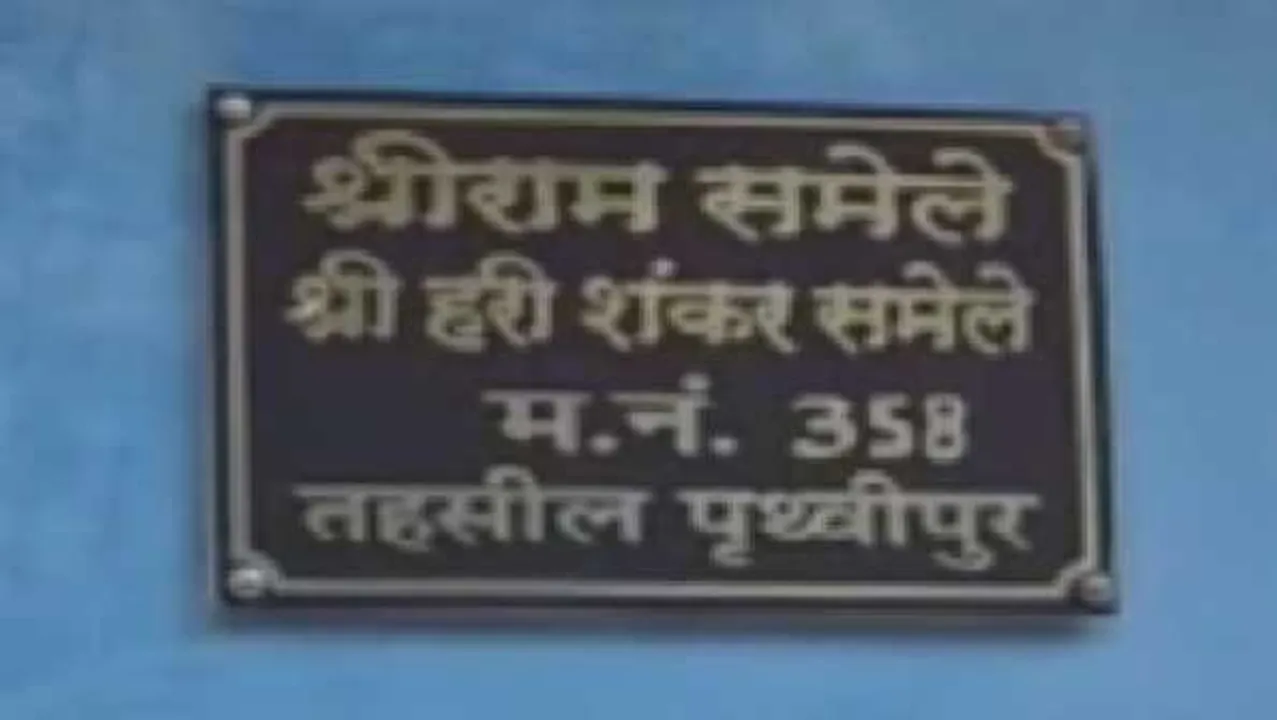 श्रीराम समेले
श्री हरी शंकर समेले
म.नं. 358
तहसील पृथ्वीपुर